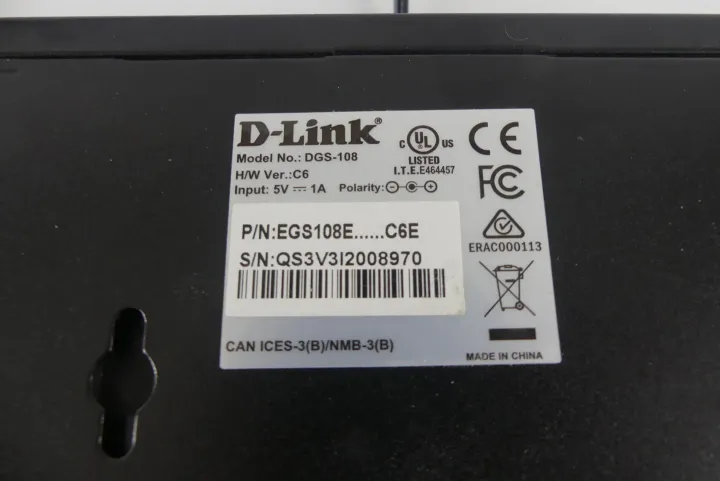 D-Link®
Model No.: DGS-108
H/W Ver.:C6
Input: 5V ⎓ 1A Polarity:
C UL US
LISTED
I.T.E.E464457
CE
FC
P/N:EGS108E......C6E
S/N:QS3V3I2008970
ERAC000113
CAN ICES-3(B)/NMB-3(B)
MADE IN CHINA